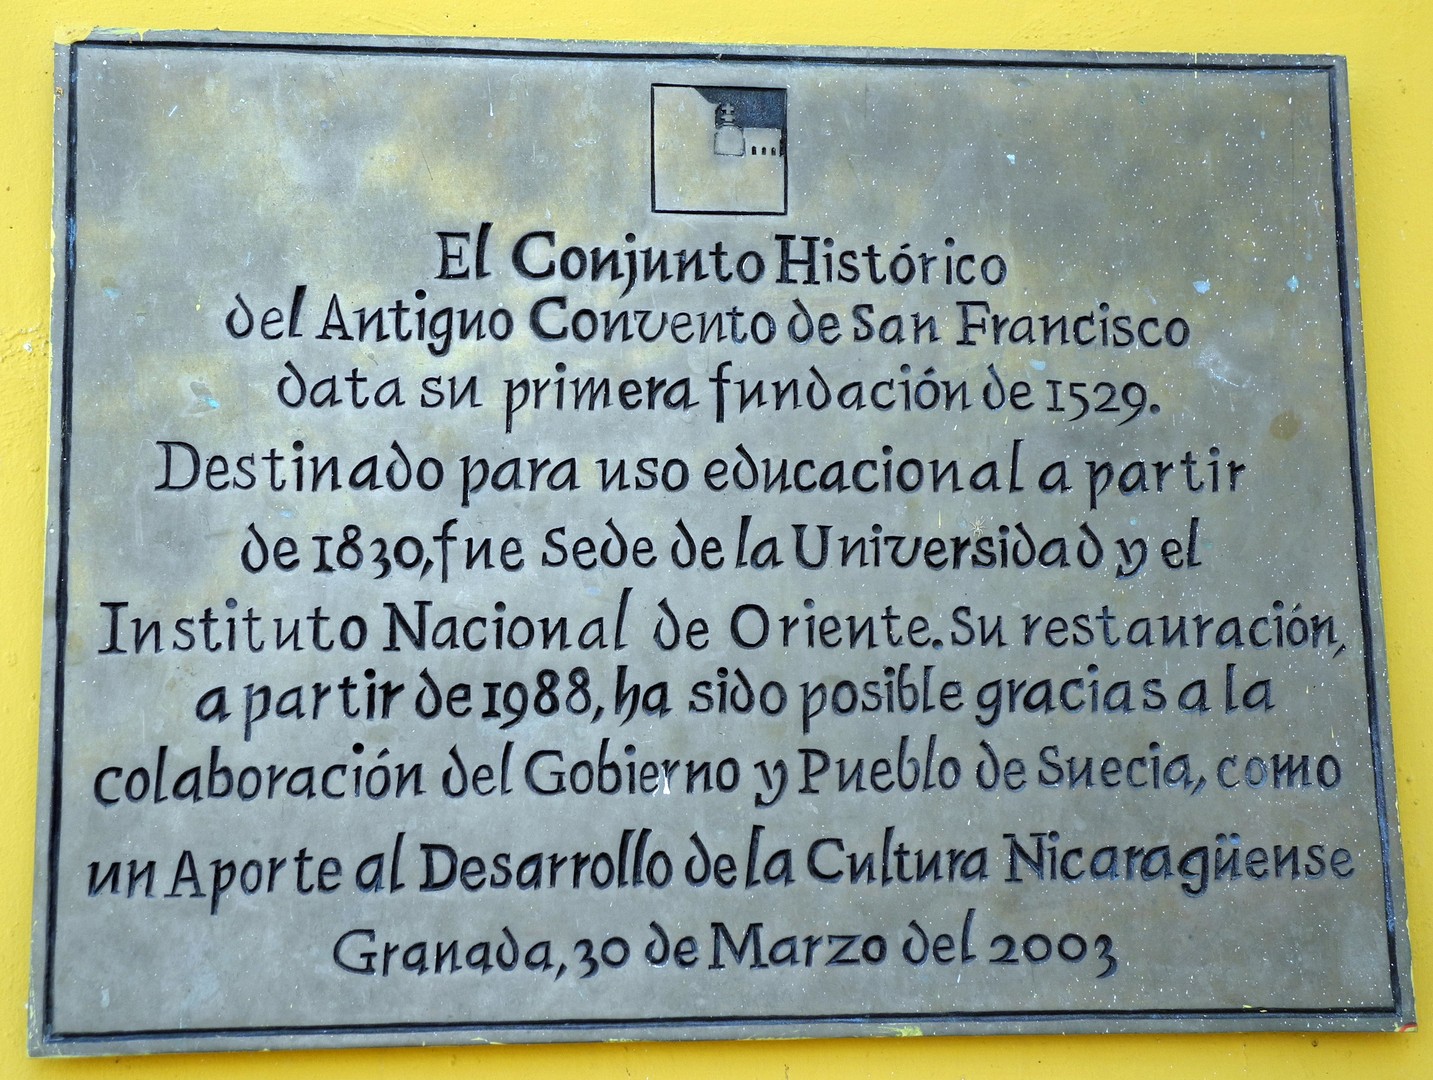 El Conjunto Histórico
del Antiguo Convento de San Francisco
data su primera fundación de 1529.
Destinado para uso educacional a partir
de 1830, fue Sede de la Universidad y el
Instituto Nacional de Oriente. Su restauración,
a partir de 1988, ha sido posible gracias a la
colaboración del Gobierno y Pueblo de Suecia, como
un Aporte al Desarrollo de la Cultura Nicaragüense
Granada, 30 de Marzo del 2003